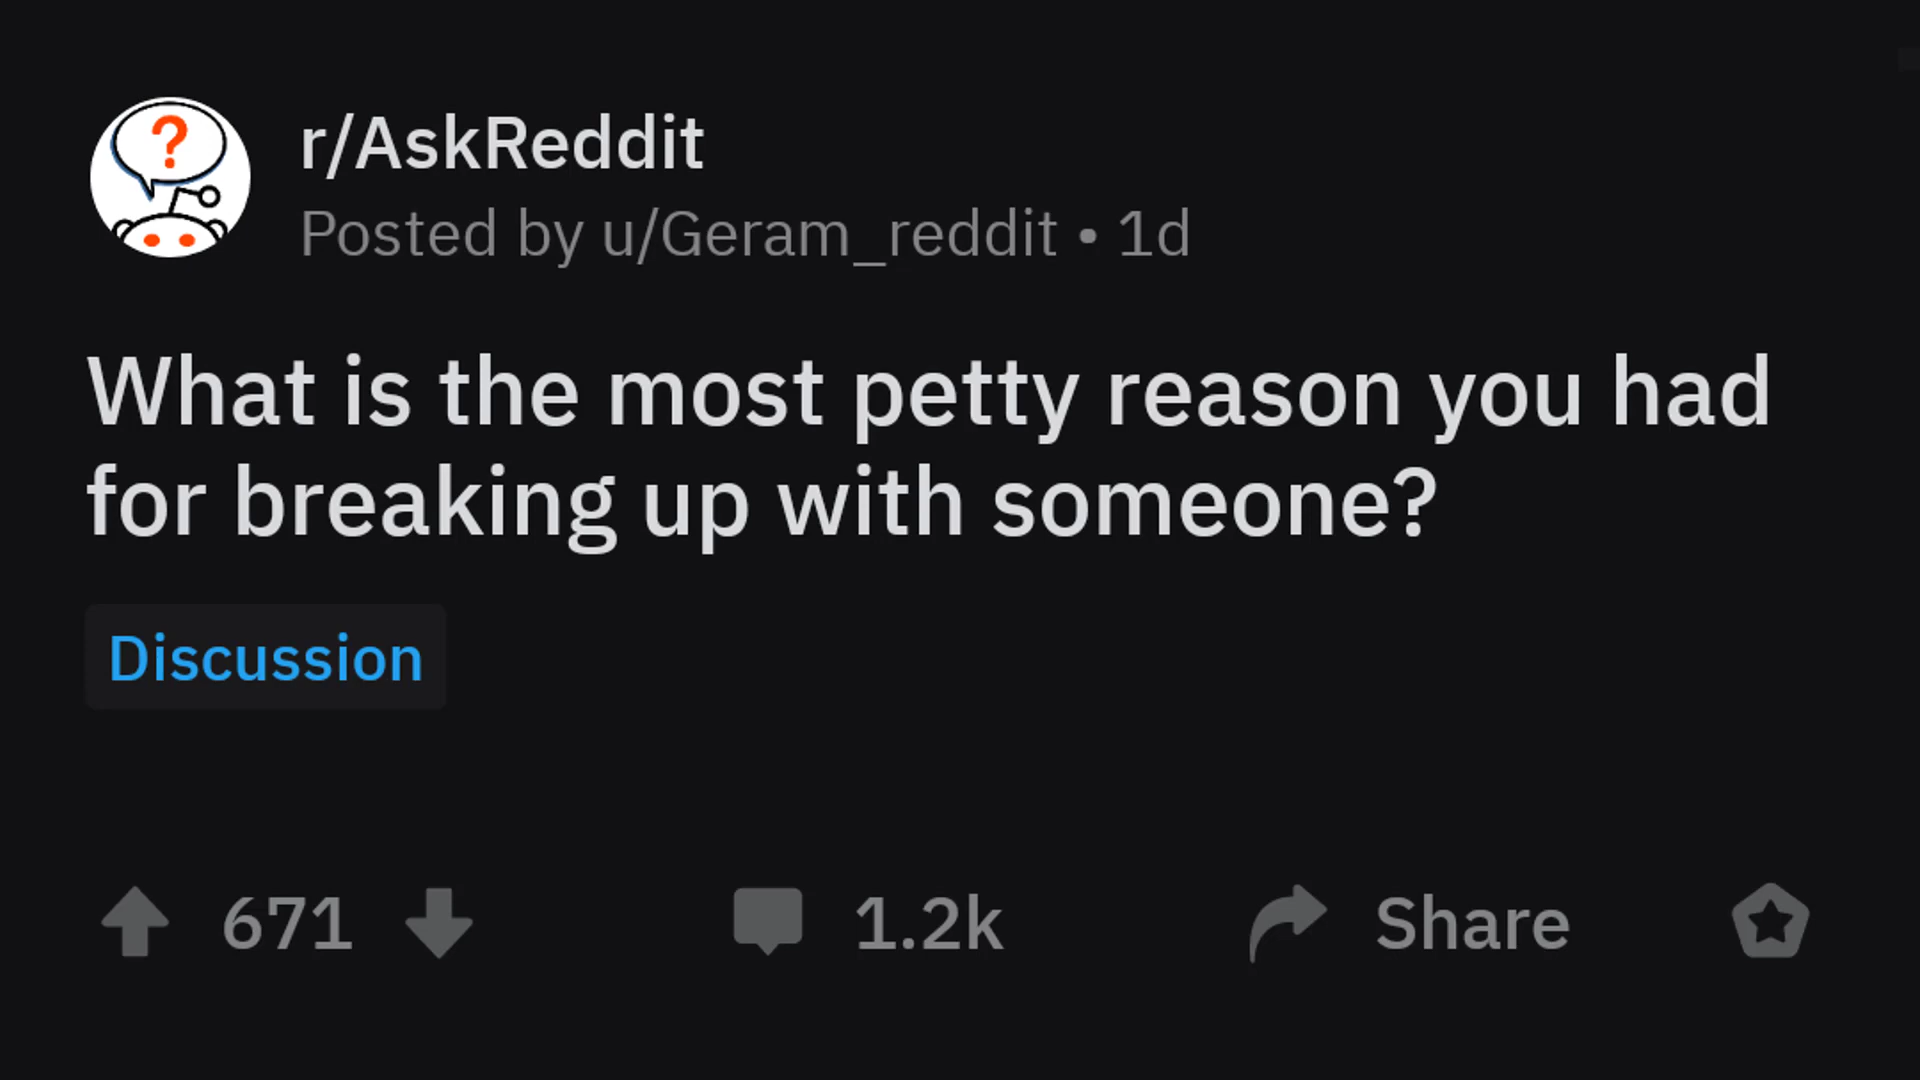 ?
r/AskReddit
Posted by u/Geram_reddit • 1d
What is the most petty reason you had
for breaking up with someone?
Discussion
671
1.2k
Share